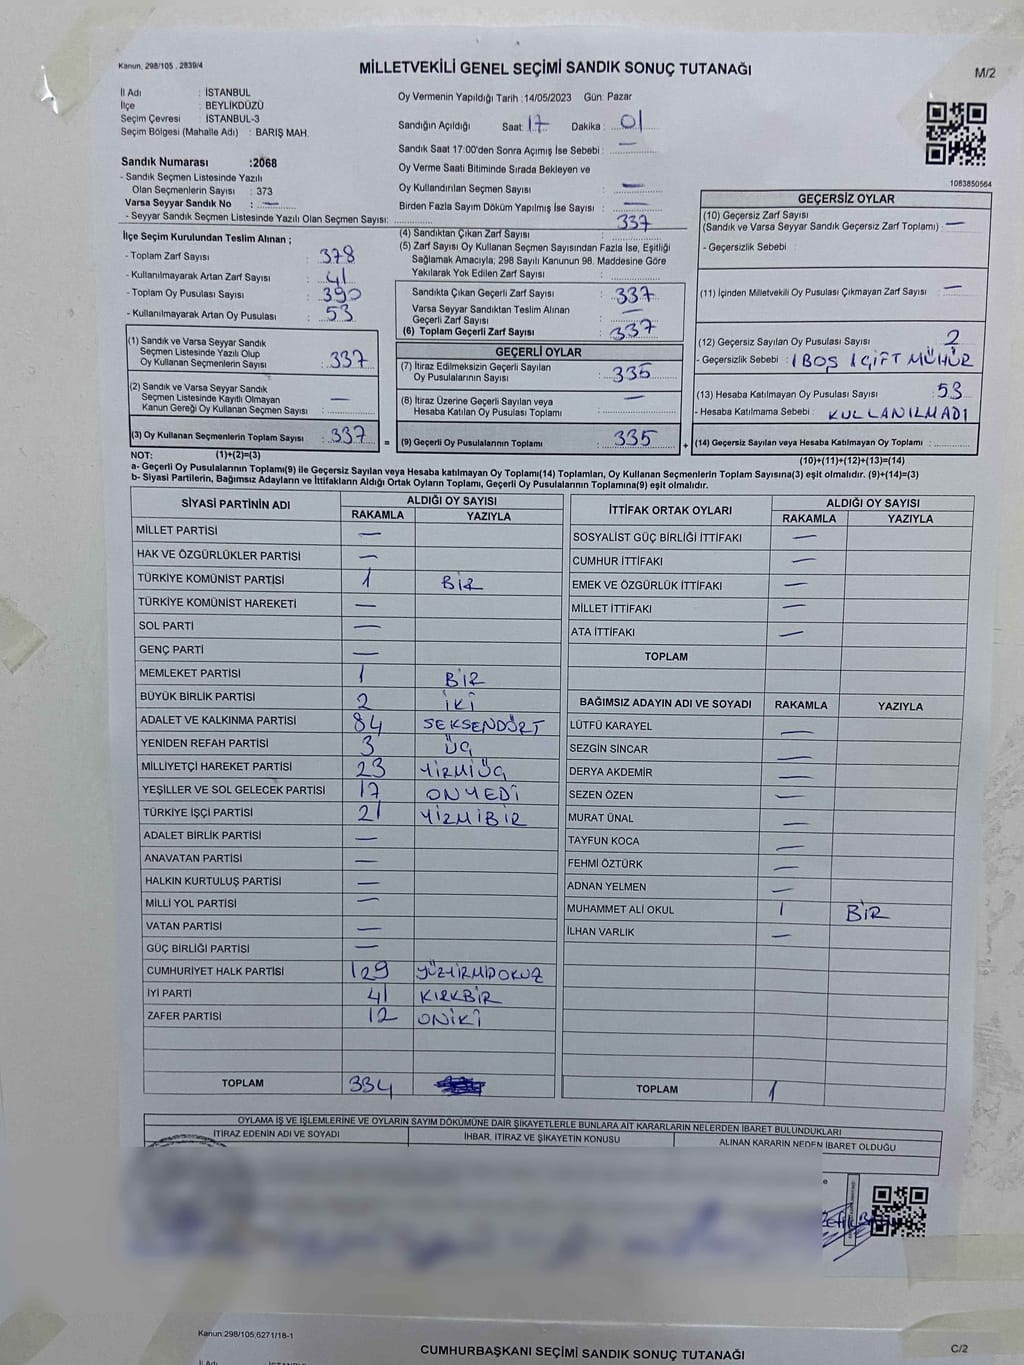 Kanun, 298/105 , 2839/4
MİLLETVEKİLİ GENEL SEÇİMİ SANDIK SONUÇ TUTANAĞI
M/2
İl Adı : İSTANBUL
İlçe : BEYLİKDÜZÜ
Seçim Çevresi : İSTANBUL-3
Seçim Bölgesi (Mahalle Adı) : BARIŞ MAH.
Sandık Numarası :2068
- Sandık Seçmen Listesinde Yazılı
Olan Seçmenlerin Sayısı : 373
Varsa Seyyar Sandık No : —
- Seyyar Sandık Seçmen Listesinde Yazılı Olan Seçmen Sayısı:
Oy Vermenin Yapıldığı Tarih :14/05/2023 Gün: Pazar
Sandığın Açıldığı Saat: 17 Dakika : 01
Sandık Saat 17:00'den Sonra Açımış İse Sebebi : —
Oy Verme Saati Bitiminde Sırada Bekleyen ve
Oy Kullandırılan Seçmen Sayısı : —
Birden Fazla Sayım Döküm Yapılmış İse Sayısı : —
(4) Sandıktan Çıkan Zarf Sayısı : 337
(5) Zarf Sayısı Oy Kullanan Seçmen Sayısından Fazla İse, Eşitliği
Sağlamak Amacıyla; 298 Sayılı Kanunun 98. Maddesine Göre
Yakılarak Yok Edilen Zarf Sayısı :
1083850564
İlçe Seçim Kurulundan Teslim Alınan ;
- Toplam Zarf Sayısı : 378
- Kullanılmayarak Artan Zarf Sayısı : 41
- Toplam Oy Pusulası Sayısı : 390
- Kullanılmayarak Artan Oy Pusulası : 53
Sandıkta Çıkan Geçerli Zarf Sayısı : 337
Varsa Seyyar Sandıktan Teslim Alınan
Geçerli Zarf Sayısı : —
(6) Toplam Geçerli Zarf Sayısı : 337
GEÇERSİZ OYLAR
(10) Geçersiz Zarf Sayısı
(Sandık ve Varsa Seyyar Sandık Geçersiz Zarf Toplamı) : —
- Geçersizlik Sebebi :
(11) İçinden Milletvekili Oy Pusulası Çıkmayan Zarf Sayısı : —
(12) Geçersiz Sayılan Oy Pusulası Sayısı : 2
- Geçersizlik Sebebi : 1 BOŞ 1 ÇİFT MÜHÜR
(13) Hesaba Katılmayan Oy Pusulası Sayısı : 53
- Hesaba Katılmama Sebebi : KULLANILMADI
(1) Sandık ve Varsa Seyyar Sandık
Seçmen Listesinde Yazılı Olup
Oy Kullanan Seçmenlerin Sayısı : 337
(2) Sandık ve Varsa Seyyar Sandık
Seçmen Listesinde Kayıtlı Olmayan
Kanun Gereği Oy Kullanan Seçmen Sayısı : —
(3) Oy Kullanan Seçmenlerin Toplam Sayısı : 337
GEÇERLİ OYLAR
(7) İtiraz Edilmeksizin Geçerli Sayılan
Oy Pusulalarının Sayısı : 335
(8) İtiraz Üzerine Geçerli Sayılan veya
Hesaba Katılan Oy Pusulası Toplamı : —
= (9) Geçerli Oy Pusulalarının Toplamı : 335
+ (14) Geçersiz Sayılan veya Hesaba Katılmayan Oy Toplamı :
NOT: (1)+(2)=(3)
(10)+(11)+(12)+(13)=(14)
a- Geçerli Oy Pusulalarının Toplamı(9) ile Geçersiz Sayılan veya Hesaba katılmayan Oy Toplamı(14) Toplamları, Oy Kullanan Seçmenlerin Toplam Sayısına(3) eşit olmalıdır. (9)+(14)=(3)
b- Siyasi Partilerin, Bağımsız Adayların ve İttifakların Aldığı Ortak Oyların Toplamı, Geçerli Oy Pusulalarının Toplamına(9) eşit olmalıdır.
SİYASİ PARTİNİN ADI ALDIĞI OY SAYISI
RAKAMLA YAZIYLA
MİLLET PARTİSİ —
HAK VE ÖZGÜRLÜKLER PARTİSİ —
TÜRKİYE KOMÜNİST PARTİSİ 1 BİR
TÜRKİYE KOMÜNİST HAREKETİ —
SOL PARTİ —
GENÇ PARTİ —
MEMLEKET PARTİSİ 1 BİR
BÜYÜK BİRLİK PARTİSİ 2 İKİ
ADALET VE KALKINMA PARTİSİ 84 SEKSENDÖRT
YENİDEN REFAH PARTİSİ 3 ÜÇ
MİLLİYETÇİ HAREKET PARTİSİ 23 YİRMİÜÇ
YEŞİLLER VE SOL GELECEK PARTİSİ 17 ONYEDİ
TÜRKİYE İŞÇİ PARTİSİ 21 YİRMİBİR
ADALET BİRLİK PARTİSİ —
ANAVATAN PARTİSİ —
HALKIN KURTULUŞ PARTİSİ —
MİLLİ YOL PARTİSİ —
VATAN PARTİSİ —
GÜÇ BİRLİĞİ PARTİSİ —
CUMHURİYET HALK PARTİSİ 129 YÜZYİRMİDOKUZ
İYİ PARTİ 41 KIRKBİR
ZAFER PARTİSİ 12 ONİKİ
TOPLAM 334
İTTİFAK ORTAK OYLARI ALDIĞI OY SAYISI
RAKAMLA YAZIYLA
SOSYALİST GÜÇ BİRLİĞİ İTTİFAKI —
CUMHUR İTTİFAKI —
EMEK VE ÖZGÜRLÜK İTTİFAKI —
MİLLET İTTİFAKI —
ATA İTTİFAKI —
TOPLAM
BAĞIMSIZ ADAYIN ADI VE SOYADI RAKAMLA YAZIYLA
LÜTFÜ KARAYEL —
SEZGİN SİNCAR —
DERYA AKDEMİR —
SEZEN ÖZEN —
MURAT ÜNAL —
TAYFUN KOCA —
FEHMİ ÖZTÜRK —
ADNAN YELMEN —
MUHAMMET ALİ OKUL 1 BİR
İLHAN VARLIK —
TOPLAM 1
OYLAMA İŞ VE İŞLEMLERİNE VE OYLARIN SAYIM DÖKÜMÜNE DAİR ŞİKAYETLERLE BUNLARA AİT KARARLARIN NELERDEN İBARET BULUNDUKLARI
İTİRAZ EDENİN ADI VE SOYADI İHBAR, İTİRAZ VE ŞİKAYETİN KONUSU ALINAN KARARIN NEDEN İBARET OLDUĞU
Kanun:298/105,6271/18-1
CUMHURBAŞKANI SEÇİMİ SANDIK SONUÇ TUTANAĞI
C/2
İl Adı